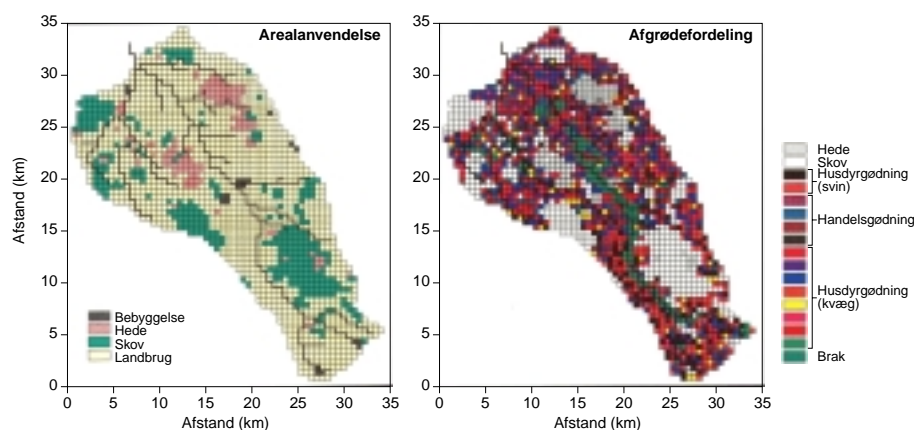 Arealanvendelse
35
30
25
20
15
10
5
0
Afstand (km)
Bebyggelse
Hede
Skov
Landbrug
0 5 10 15 20 25 30 35
Afstand (km)
Afgrødefordeling
35
30
25
20
15
10
5
0
0 5 10 15 20 25 30 35
Afstand (km)
Hede
Skov
Husdyrgødning
(svin)
Handelsgødning
Husdyrgødning
(kvæg)
Brak